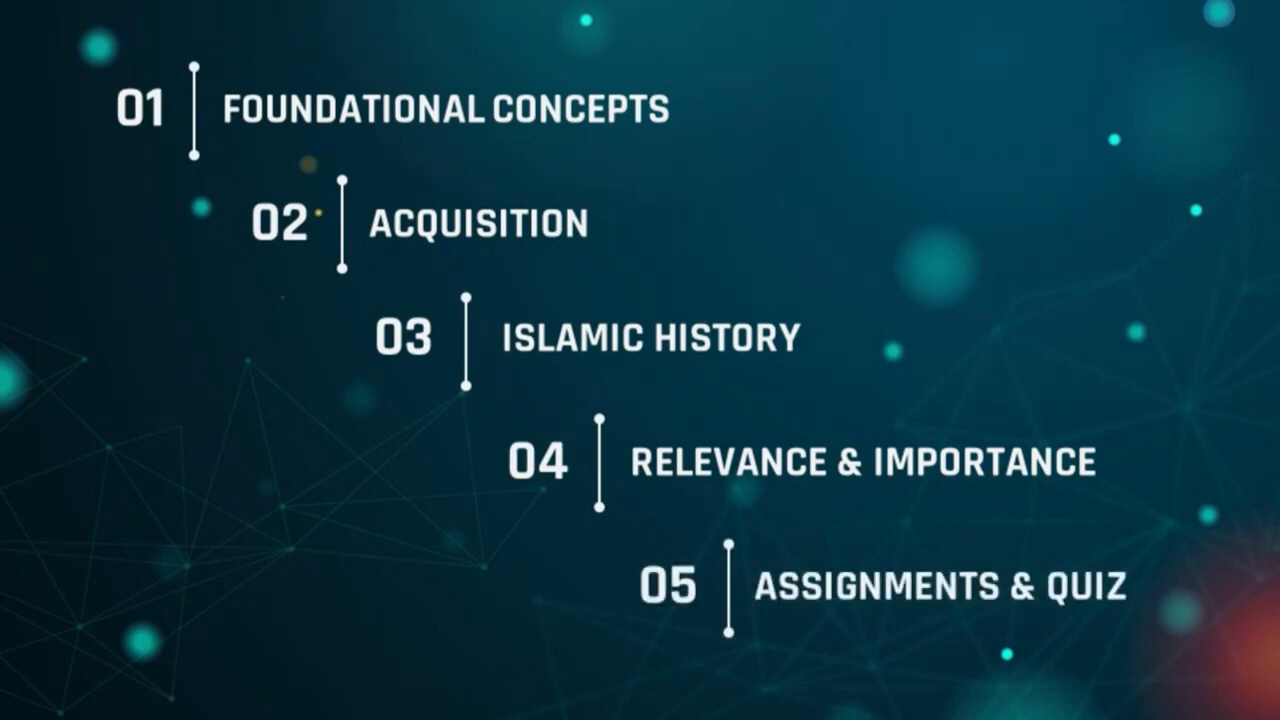 01 FOUNDATIONAL CONCEPTS
02 ACQUISITION
03 ISLAMIC HISTORY
04 RELEVANCE & IMPORTANCE
05 ASSIGNMENTS & QUIZ